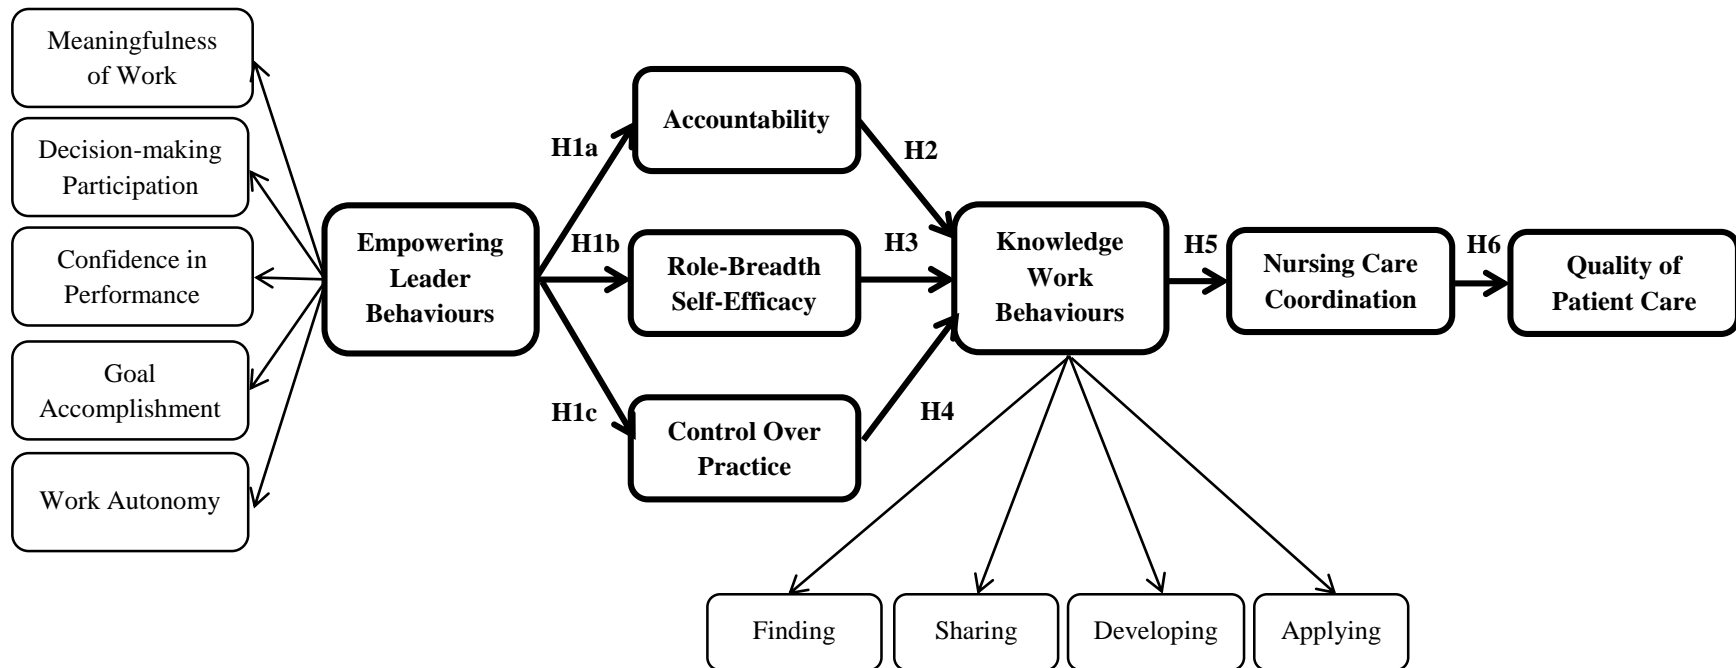 Meaningfulness
of Work
Decision-making
Participation
Confidence in
Performance
Goal
Accomplishment
Work Autonomy
Empowering
Leader
Behaviours
H1a
H1b
H1c
Accountability
Role-Breadth
Self-Efficacy
Control Over
Practice
H2
H3
H4
Knowledge
Work
Behaviours
H5
Nursing Care
Coordination
H6
Quality of
Patient Care
Finding
Sharing
Developing
Applying